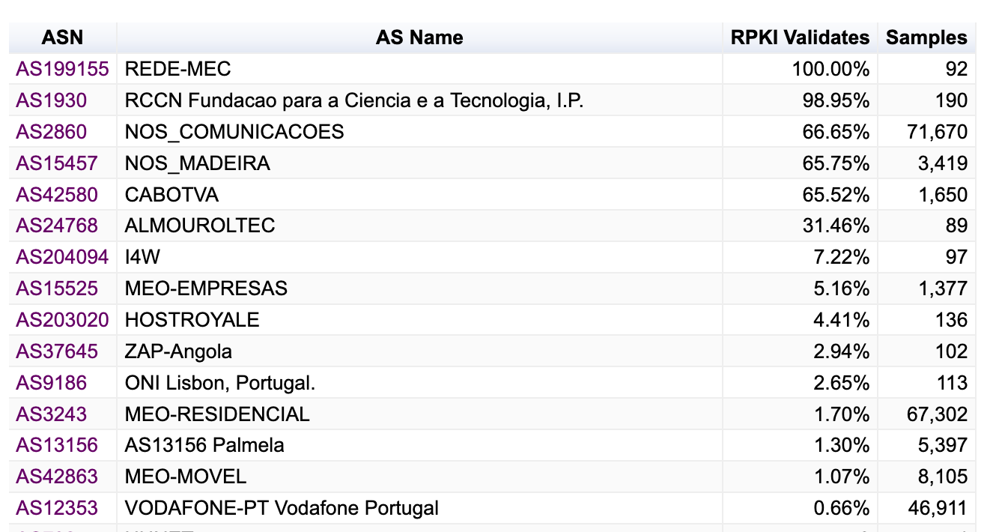 ASN AS Name RPKI Validates Samples
AS199155 REDE-MEC 100.00% 92
AS1930 RCCN Fundacao para a Ciencia e a Tecnologia, I.P. 98.95% 190
AS2860 NOS_COMUNICACOES 66.65% 71,670
AS15457 NOS_MADEIRA 65.75% 3,419
AS42580 CABOTVA 65.52% 1,650
AS24768 ALMOUROLTEC 31.46% 89
AS204094 I4W 7.22% 97
AS15525 MEO-EMPRESAS 5.16% 1,377
AS203020 HOSTROYALE 4.41% 136
AS37645 ZAP-Angola 2.94% 102
AS9186 ONI Lisbon, Portugal. 2.65% 113
AS3243 MEO-RESIDENCIAL 1.70% 67,302
AS13156 AS13156 Palmela 1.30% 5,397
AS42863 MEO-MOVEL 1.07% 8,105
AS12353 VODAFONE-PT Vodafone Portugal 0.66% 46,911